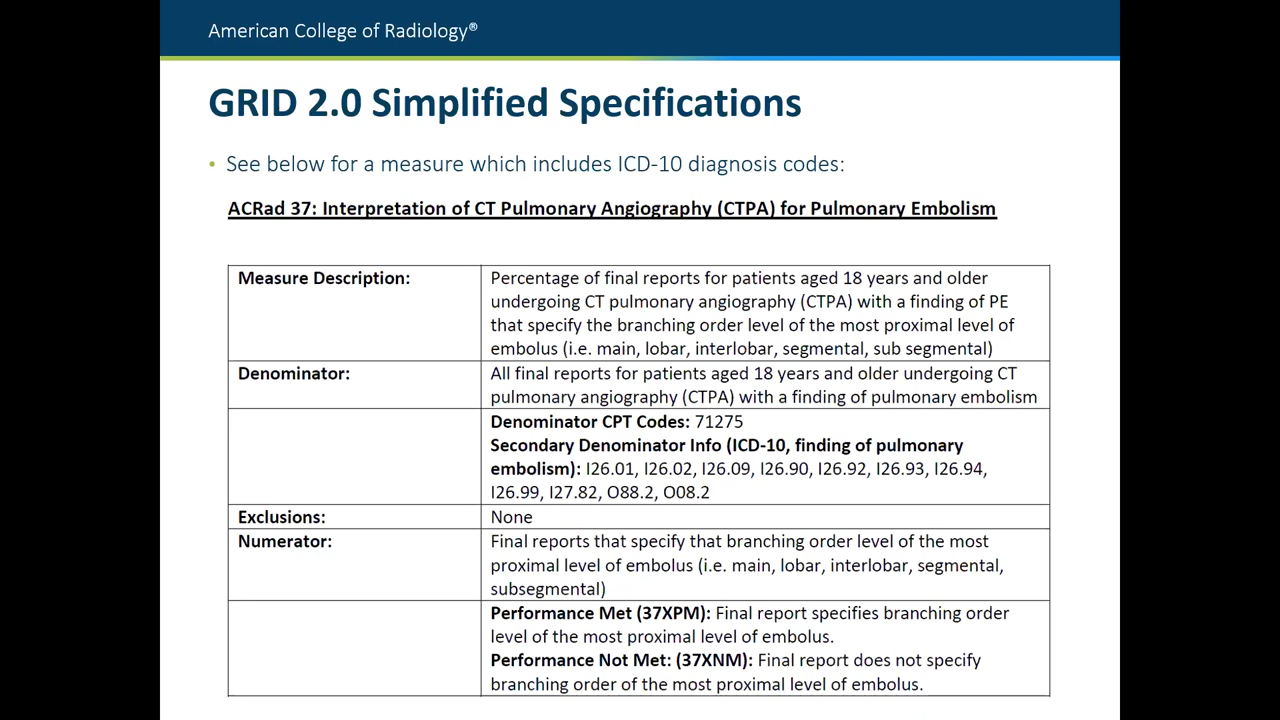 American College of Radiology®
GRID 2.0 Simplified Specifications
• See below for a measure which includes ICD-10 diagnosis codes:
ACRad 37: Interpretation of CT Pulmonary Angiography (CTPA) for Pulmonary Embolism
Measure Description:
Percentage of final reports for patients aged 18 years and older
undergoing CT pulmonary angiography (CTPA) with a finding of PE
that specify the branching order level of the most proximal level of
embolus (i.e. main, lobar, interlobar, segmental, sub segmental)
Denominator:
All final reports for patients aged 18 years and older undergoing CT
pulmonary angiography (CTPA) with a finding of pulmonary embolism
Denominator CPT Codes: 71275
Secondary Denominator Info (ICD-10, finding of pulmonary
embolism): I26.01, I26.02, I26.09, I26.90, I26.92, I26.93, I26.94,
I26.99, I27.82, O88.2, O08.2
Exclusions:
None
Numerator:
Final reports that specify that branching order level of the most
proximal level of embolus (i.e. main, lobar, interlobar, segmental,
subsegmental)
Performance Met (37XPM): Final report specifies branching order
level of the most proximal level of embolus.
Performance Not Met: (37XNM): Final report does not specify
branching order of the most proximal level of embolus.